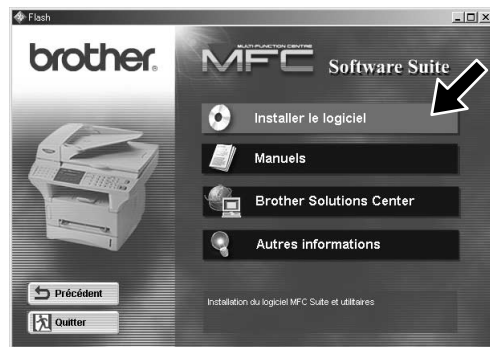 Flash
brother.
MULTI-FUNCTION CENTRE
MFC Software Suite
Installer le logiciel
Manuels
Brother Solutions Center
Autres informations
Précédent
Quitter
Installation du logiciel MFC Suite et utilitaires